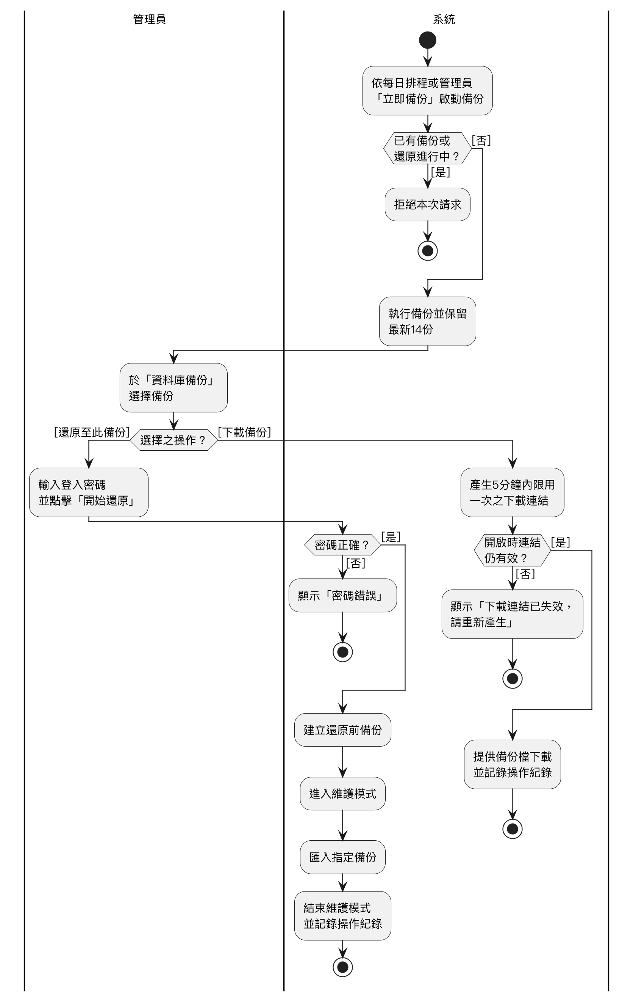 管理員
系統
依每日排程或管理員
「立即備份」啟動備份
已有備份或
還原進行中？
[否]
[是]
拒絕本次請求
執行備份並保留
最新14份
於「資料庫備份」
選擇備份
[還原至此備份]
選擇之操作？
[下載備份]
輸入登入密碼
並點擊「開始還原」
產生5分鐘內限用
一次之下載連結
密碼正確？
[是]
[否]
顯示「密碼錯誤」
開啟時連結
仍有效？
[是]
[否]
顯示「下載連結已失效，
請重新產生」
建立還原前備份
進入維護模式
匯入指定備份
結束維護模式
並記錄操作紀錄
提供備份檔下載
並記錄操作紀錄